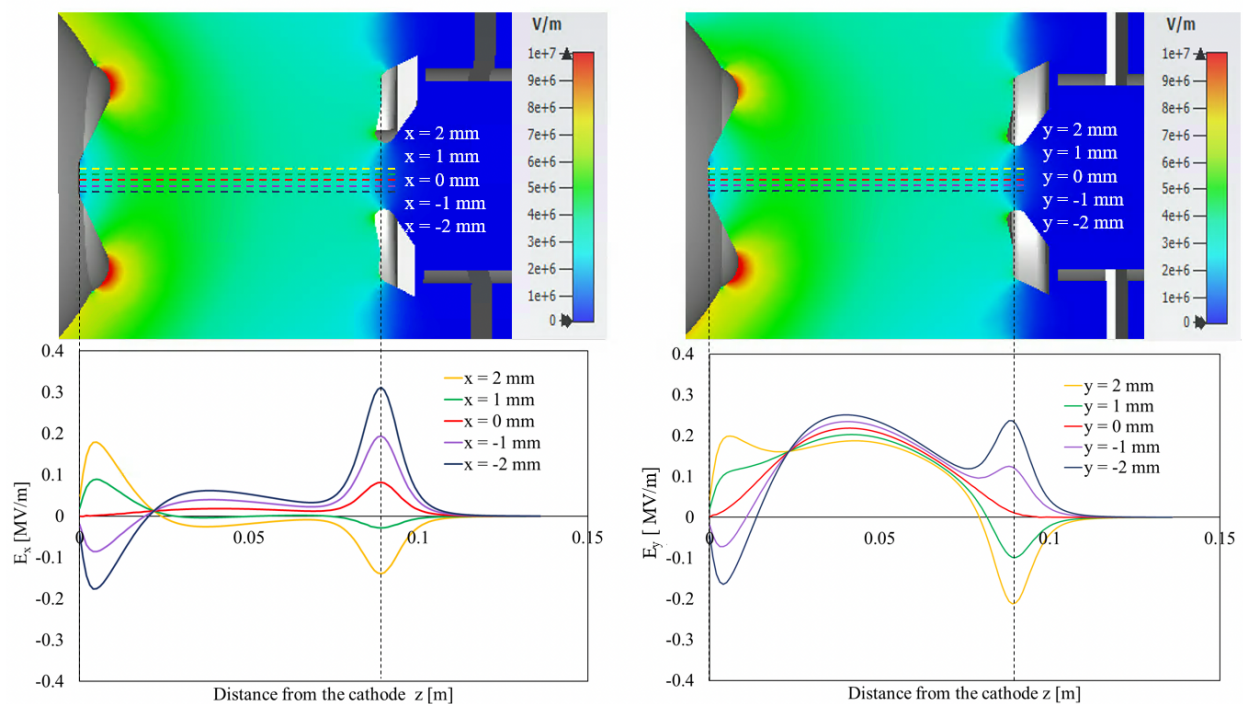 V/m
1e+7
9e+6
8e+6
7e+6
6e+6
5e+6
4e+6
3e+6
2e+6
1e+6
0
x = 2 mm
x = 1 mm
x = 0 mm
x = -1 mm
x = -2 mm
V/m
1e+7
9e+6
8e+6
7e+6
6e+6
5e+6
4e+6
3e+6
2e+6
1e+6
0
y = 2 mm
y = 1 mm
y = 0 mm
y = -1 mm
y = -2 mm
0.4
0.3
0.2
0.1
0
-0.1
-0.2
-0.3
-0.4
E_x [MV/m]
0
0.05
0.1
0.15
x = 2 mm
x = 1 mm
x = 0 mm
x = -1 mm
x = -2 mm
Distance from the cathode z [m]
0.4
0.3
0.2
0.1
0
-0.1
-0.2
-0.3
-0.4
E_y [ MV/m]
0
0.05
0.1
0.15
y = 2 mm
y = 1 mm
y = 0 mm
y = -1 mm
y = -2 mm
Distance from the cathode z [m]